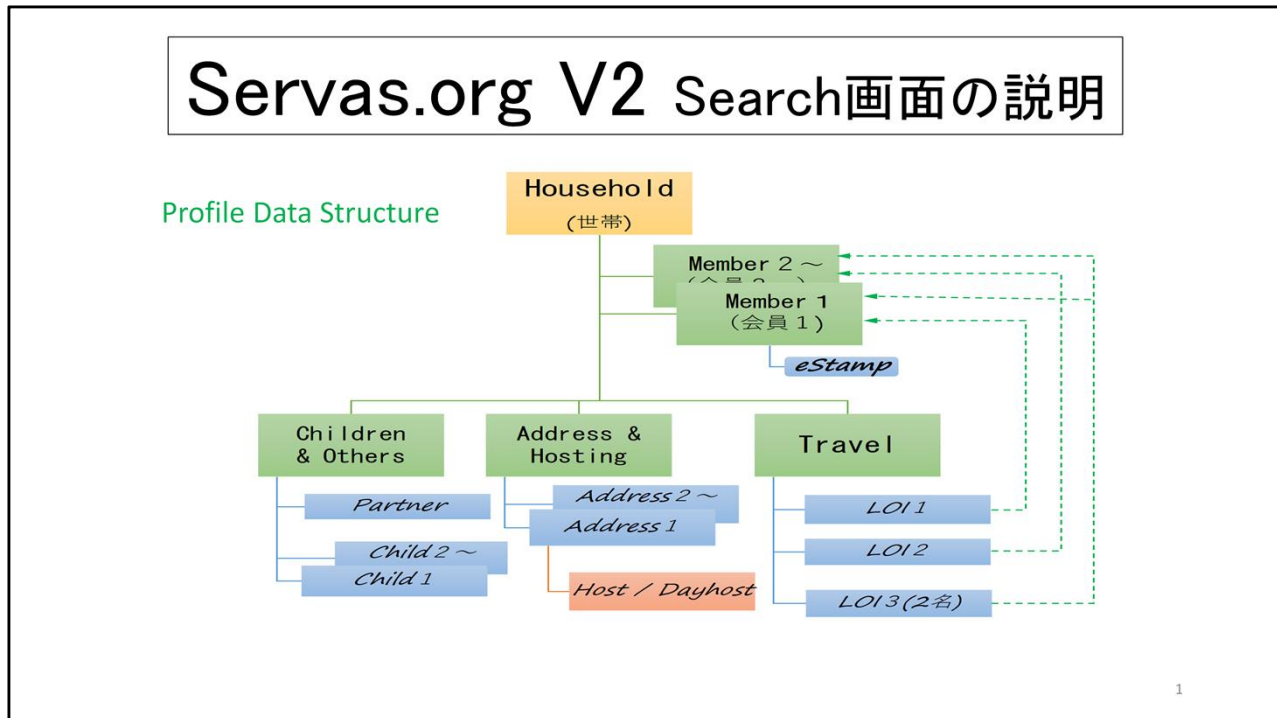 Servas.org V2 Search画面の説明
Profile Data Structure
Household
(世帯)
Member 2～
Member 1
(会員1)
eStamp
Children
& Others
Address &
Hosting
Travel
Partner
Child 2～
Child 1
Address 2～
Address 1
Host / Dayhost
LOI 1
LOI 2
LOI 3(2名)
1